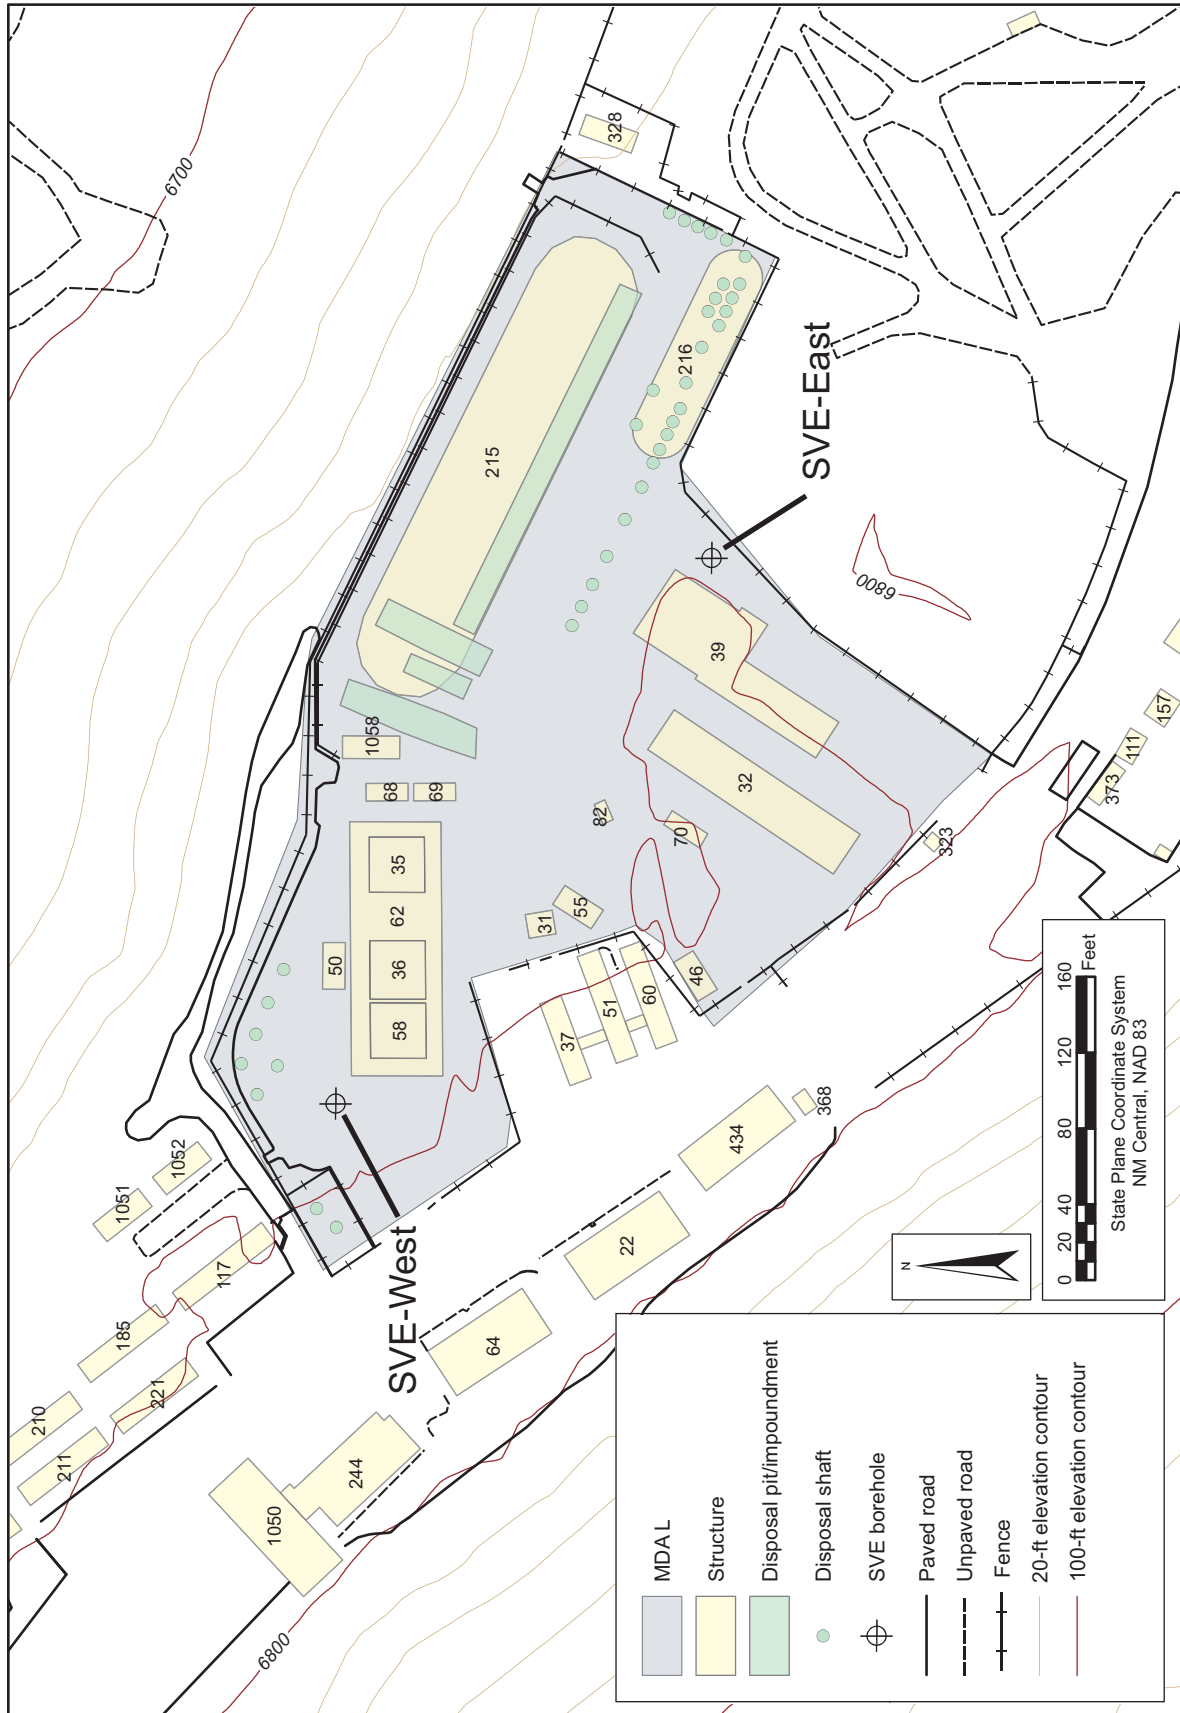 6700
328
215
216
SVE-East
6800
39
32
1058
68
69
82
70
35
62
36
58
50
31
55
37
51
60
46
323
157
111
373
368
434
22
64
SVE-West
1052
1051
117
185
221
210
211
244
1050
6800
MDA L
Structure
Disposal pit/impoundment
Disposal shaft
SVE borehole
Paved road
Unpaved road
Fence
20-ft elevation contour
100-ft elevation contour
N
0 20 40 80 120 160
Feet
State Plane Coordinate System
NM Central, NAD 83